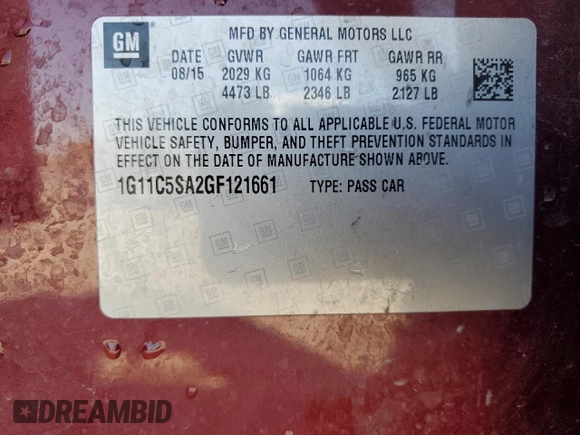 GM
MFD BY GENERAL MOTORS LLC
DATE GVWR GAWR FRT GAWR RR
08/15 2029 KG 1064 KG 965 KG
4473 LB 2346 LB 2127 LB
THIS VEHICLE CONFORMS TO ALL APPLICABLE U.S. FEDERAL MOTOR
VEHICLE SAFETY, BUMPER, AND THEFT PREVENTION STANDARDS IN
EFFECT ON THE DATE OF MANUFACTURE SHOWN ABOVE.
1G11C5SA2GF121661 TYPE: PASS CAR
DREAMBID